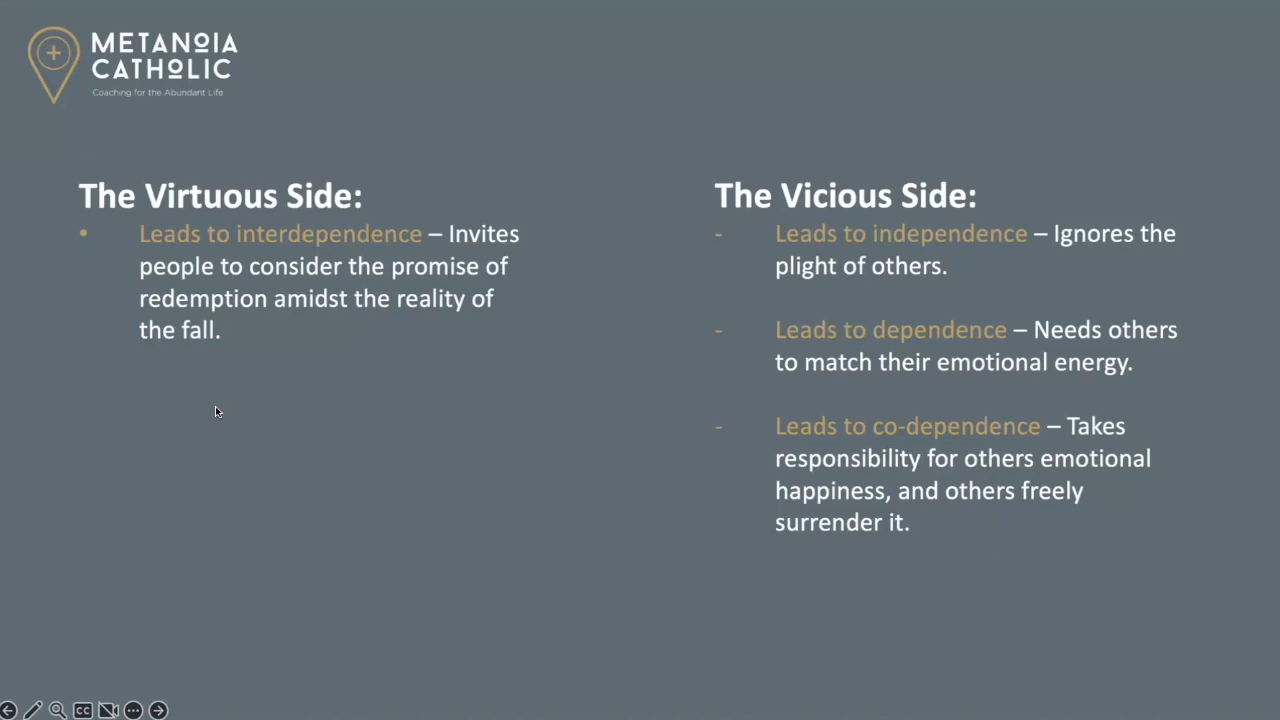 METANOIA
CATHOLIC
Coaching for the Abundant Life
The Virtuous Side:
• Leads to interdependence – Invites
people to consider the promise of
redemption amidst the reality of
the fall.
The Vicious Side:
- Leads to independence – Ignores the
plight of others.
- Leads to dependence – Needs others
to match their emotional energy.
- Leads to co-dependence – Takes
responsibility for others emotional
happiness, and others freely
surrender it.
CC